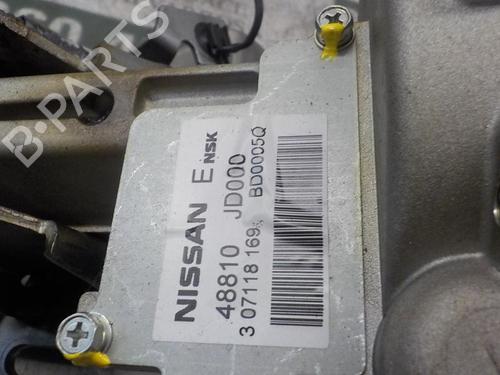 NISSAN E NSK
48810 JD000
3 07118 169 BD0005Q
B-PARTS